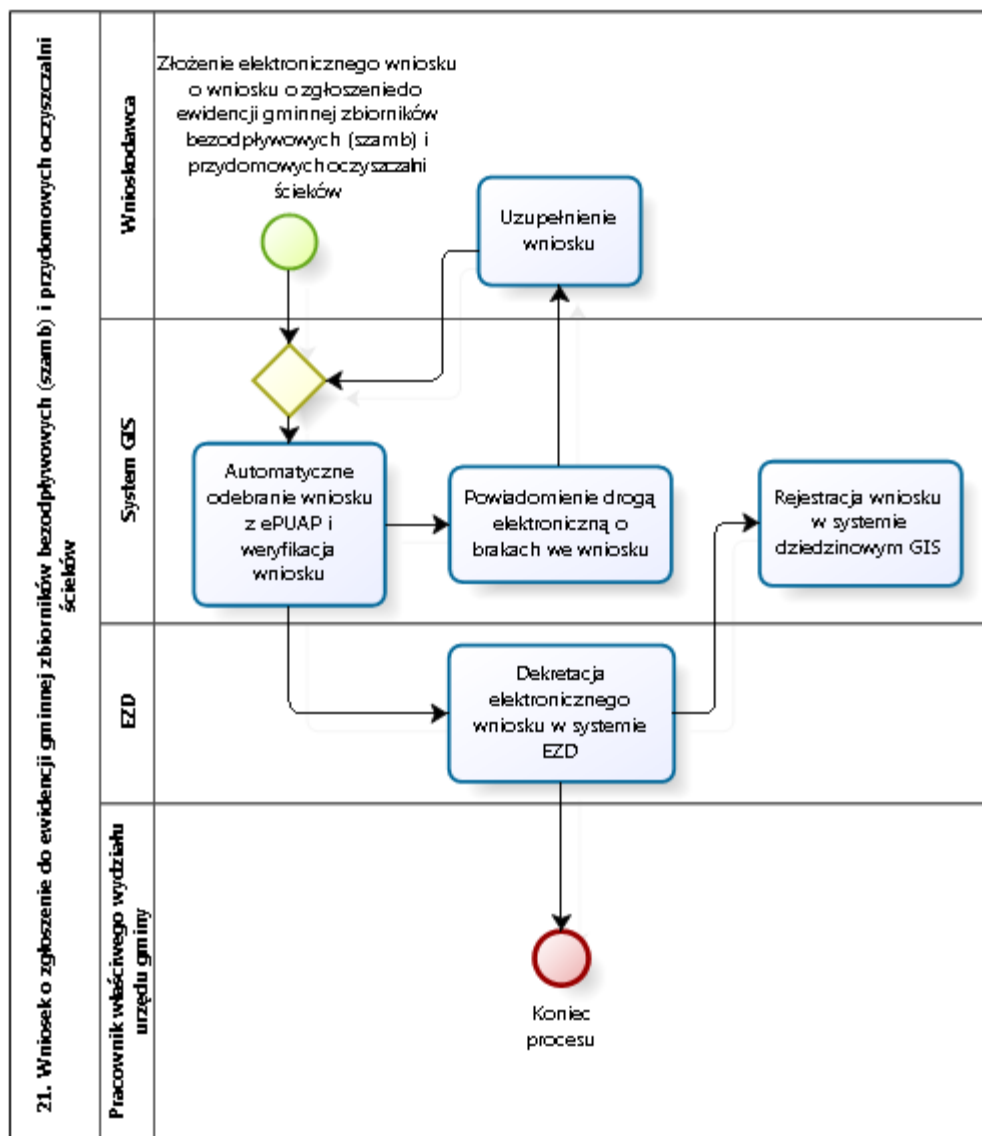 21. Wniosek o zgłoszenie do ewidencji gminnej zbiorników bezodpływowych (szamb) i przydomowych oczyszczalni
ścieków
Wnioskodawca
Złożenie elektronicznego wniosku
o wniosku o zgłoszeniedo
ewidencji gminnej zbiorników
bezodpływowych (szamb) i
przydomowych oczyszczalni
ścieków
Uzupełnienie
wniosku
System GIS
Automatyczne
odebranie wniosku
z ePUAP i
weryfikacja
wniosku
Powiadomienie drogą
elektroniczną o
brakach we wniosku
Rejestracja wniosku
w systemie
dziedzinowym GIS
EZD
Dekretacja
elektronicznego
wniosku w systemie
EZD
Pracownik właściwego wydziału
urzędu gminy
Koniec
procesu